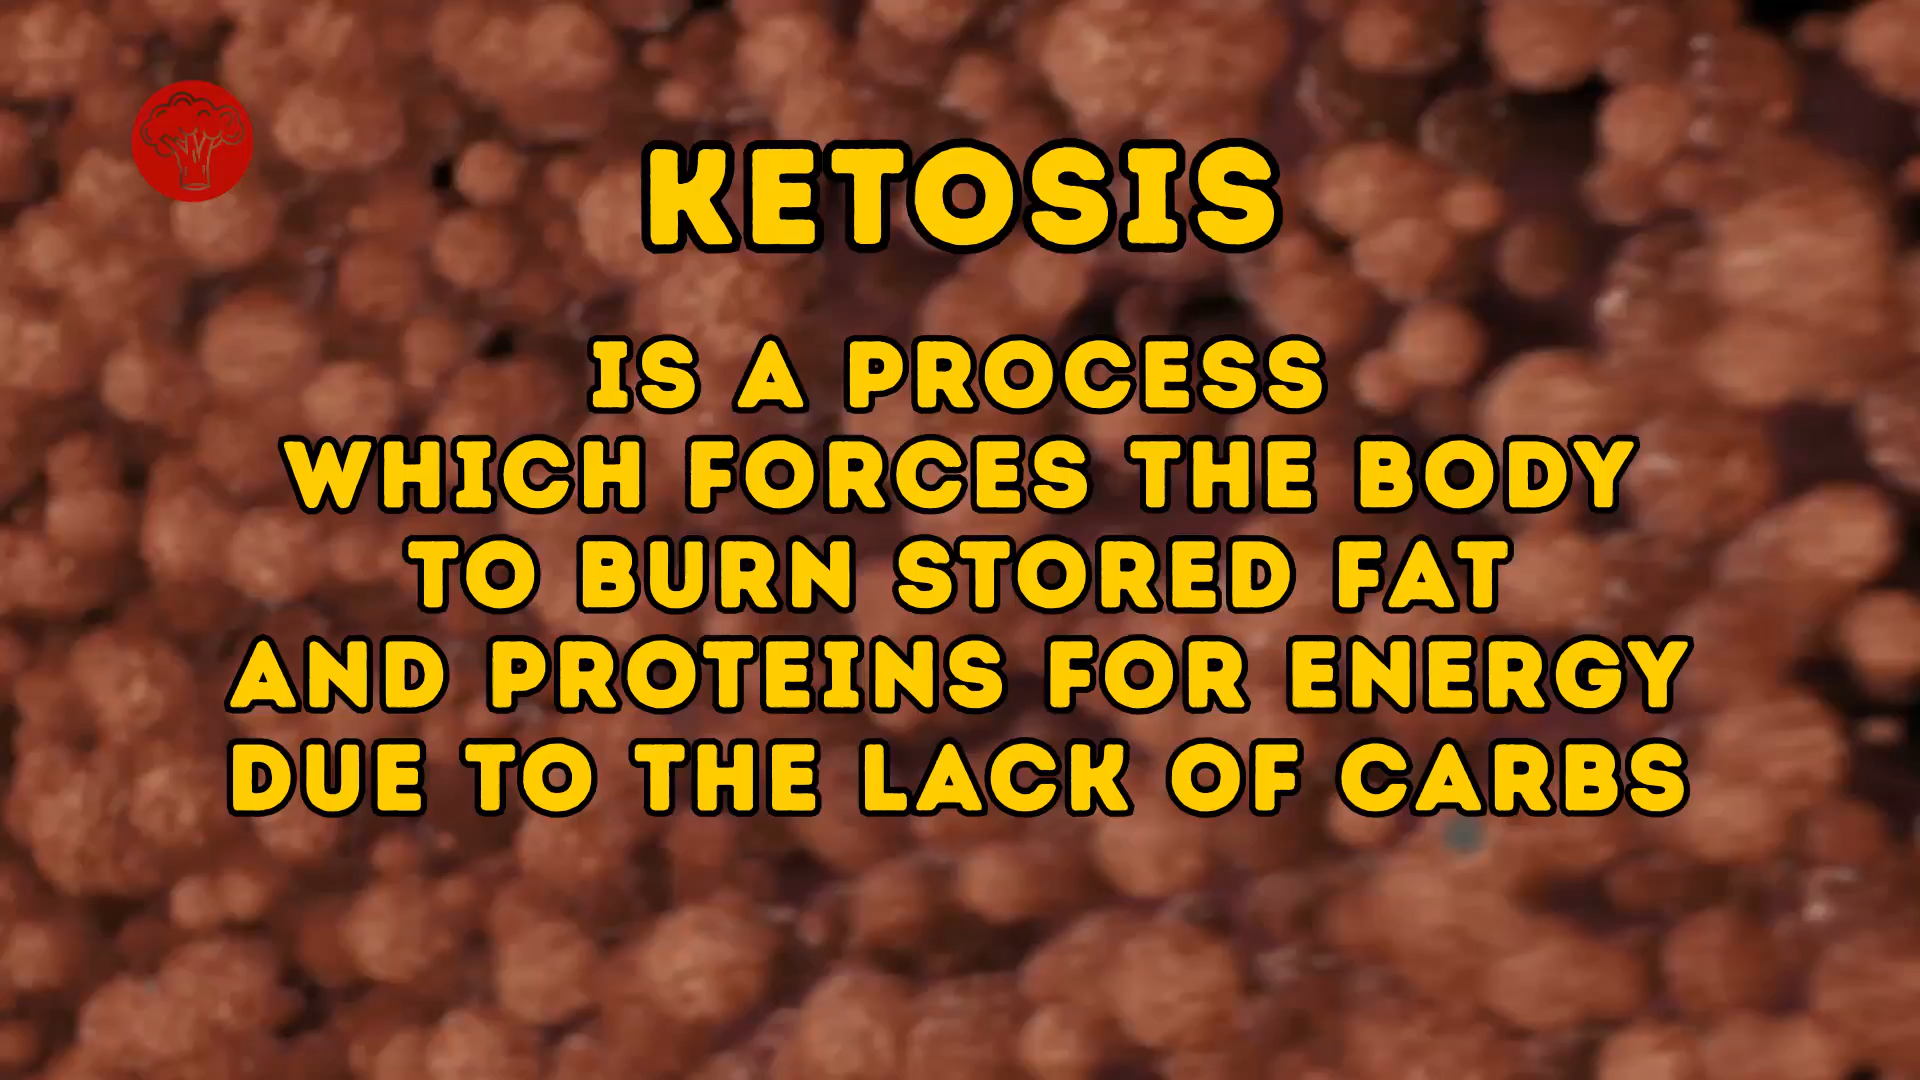 KETOSIS
IS A PROCESS
WHICH FORCES THE BODY
TO BURN STORED FAT
AND PROTEINS FOR ENERGY
DUE TO THE LACK OF CARBS